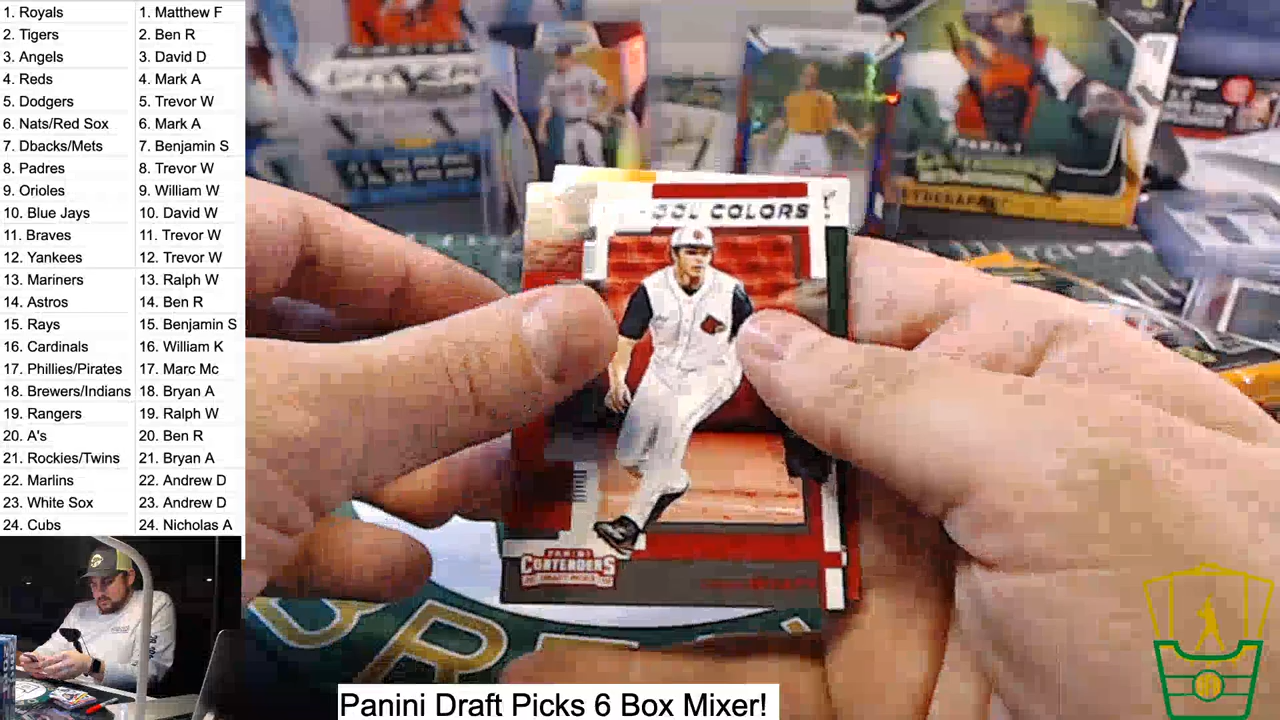 1. Royals 1. Matthew F
2. Tigers 2. Ben R
3. Angels 3. David D
4. Reds 4. Mark A
5. Dodgers 5. Trevor W
6. Nats/Red Sox 6. Mark A
7. Dbacks/Mets 7. Benjamin S
8. Padres 8. Trevor W
9. Orioles 9. William W
10. Blue Jays 10. David W
11. Braves 11. Trevor W
12. Yankees 12. Trevor W
13. Mariners 13. Ralph W
14. Astros 14. Ben R
15. Rays 15. Benjamin S
16. Cardinals 16. William K
17. Phillies/Pirates 17. Marc Mc
18. Brewers/Indians 18. Bryan A
19. Rangers 19. Ralph W
20. A's 20. Ben R
21. Rockies/Twins 21. Bryan A
22. Marlins 22. Andrew D
23. White Sox 23. Andrew D
24. Cubs 24. Nicholas A
OOL COLORS
PANINI
CONTENDERS
DRAFT PICKS
Panini Draft Picks 6 Box Mixer!